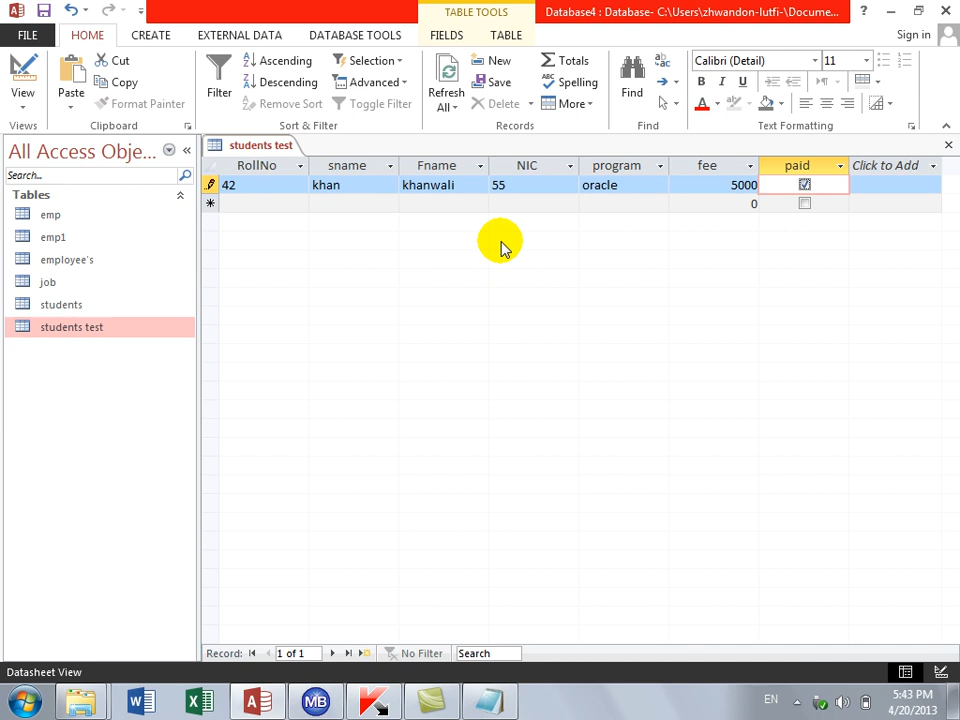 TABLE TOOLS
Database4 : Database- C:\Users\zhwandon-lutfi-\Docume...
FILE HOME CREATE EXTERNAL DATA DATABASE TOOLS FIELDS TABLE Sign in
View
Views
Paste
Cut
Copy
Format Painter
Clipboard
Filter
Ascending
Descending
Remove Sort
Selection
Advanced
Toggle Filter
Sort & Filter
Refresh
All
New
Save
Delete
Totals
Spelling
More
Records
Find
Find
Calibri (Detail) 11
B I U
Text Formatting
All Access Obje...
Search...
Tables
emp
emp1
employee's
job
students
students test
students test
RollNo sname Fname NIC program fee paid Click to Add
42 khan khanwali 55 oracle 5000
0
Record: 1 of 1 No Filter Search
Datasheet View
EN 5:43 PM
4/20/2013